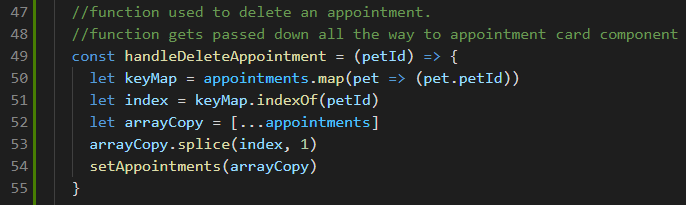 47 //function used to delete an appointment.
48 //function gets passed down all the way to appointment card component
49 const handleDeleteAppointment = (petId) => {
50 let keyMap = appointments.map(pet => (pet.petId))
51 let index = keyMap.indexOf(petId)
52 let arrayCopy = [...appointments]
53 arrayCopy.splice(index, 1)
54 setAppointments(arrayCopy)
55 }